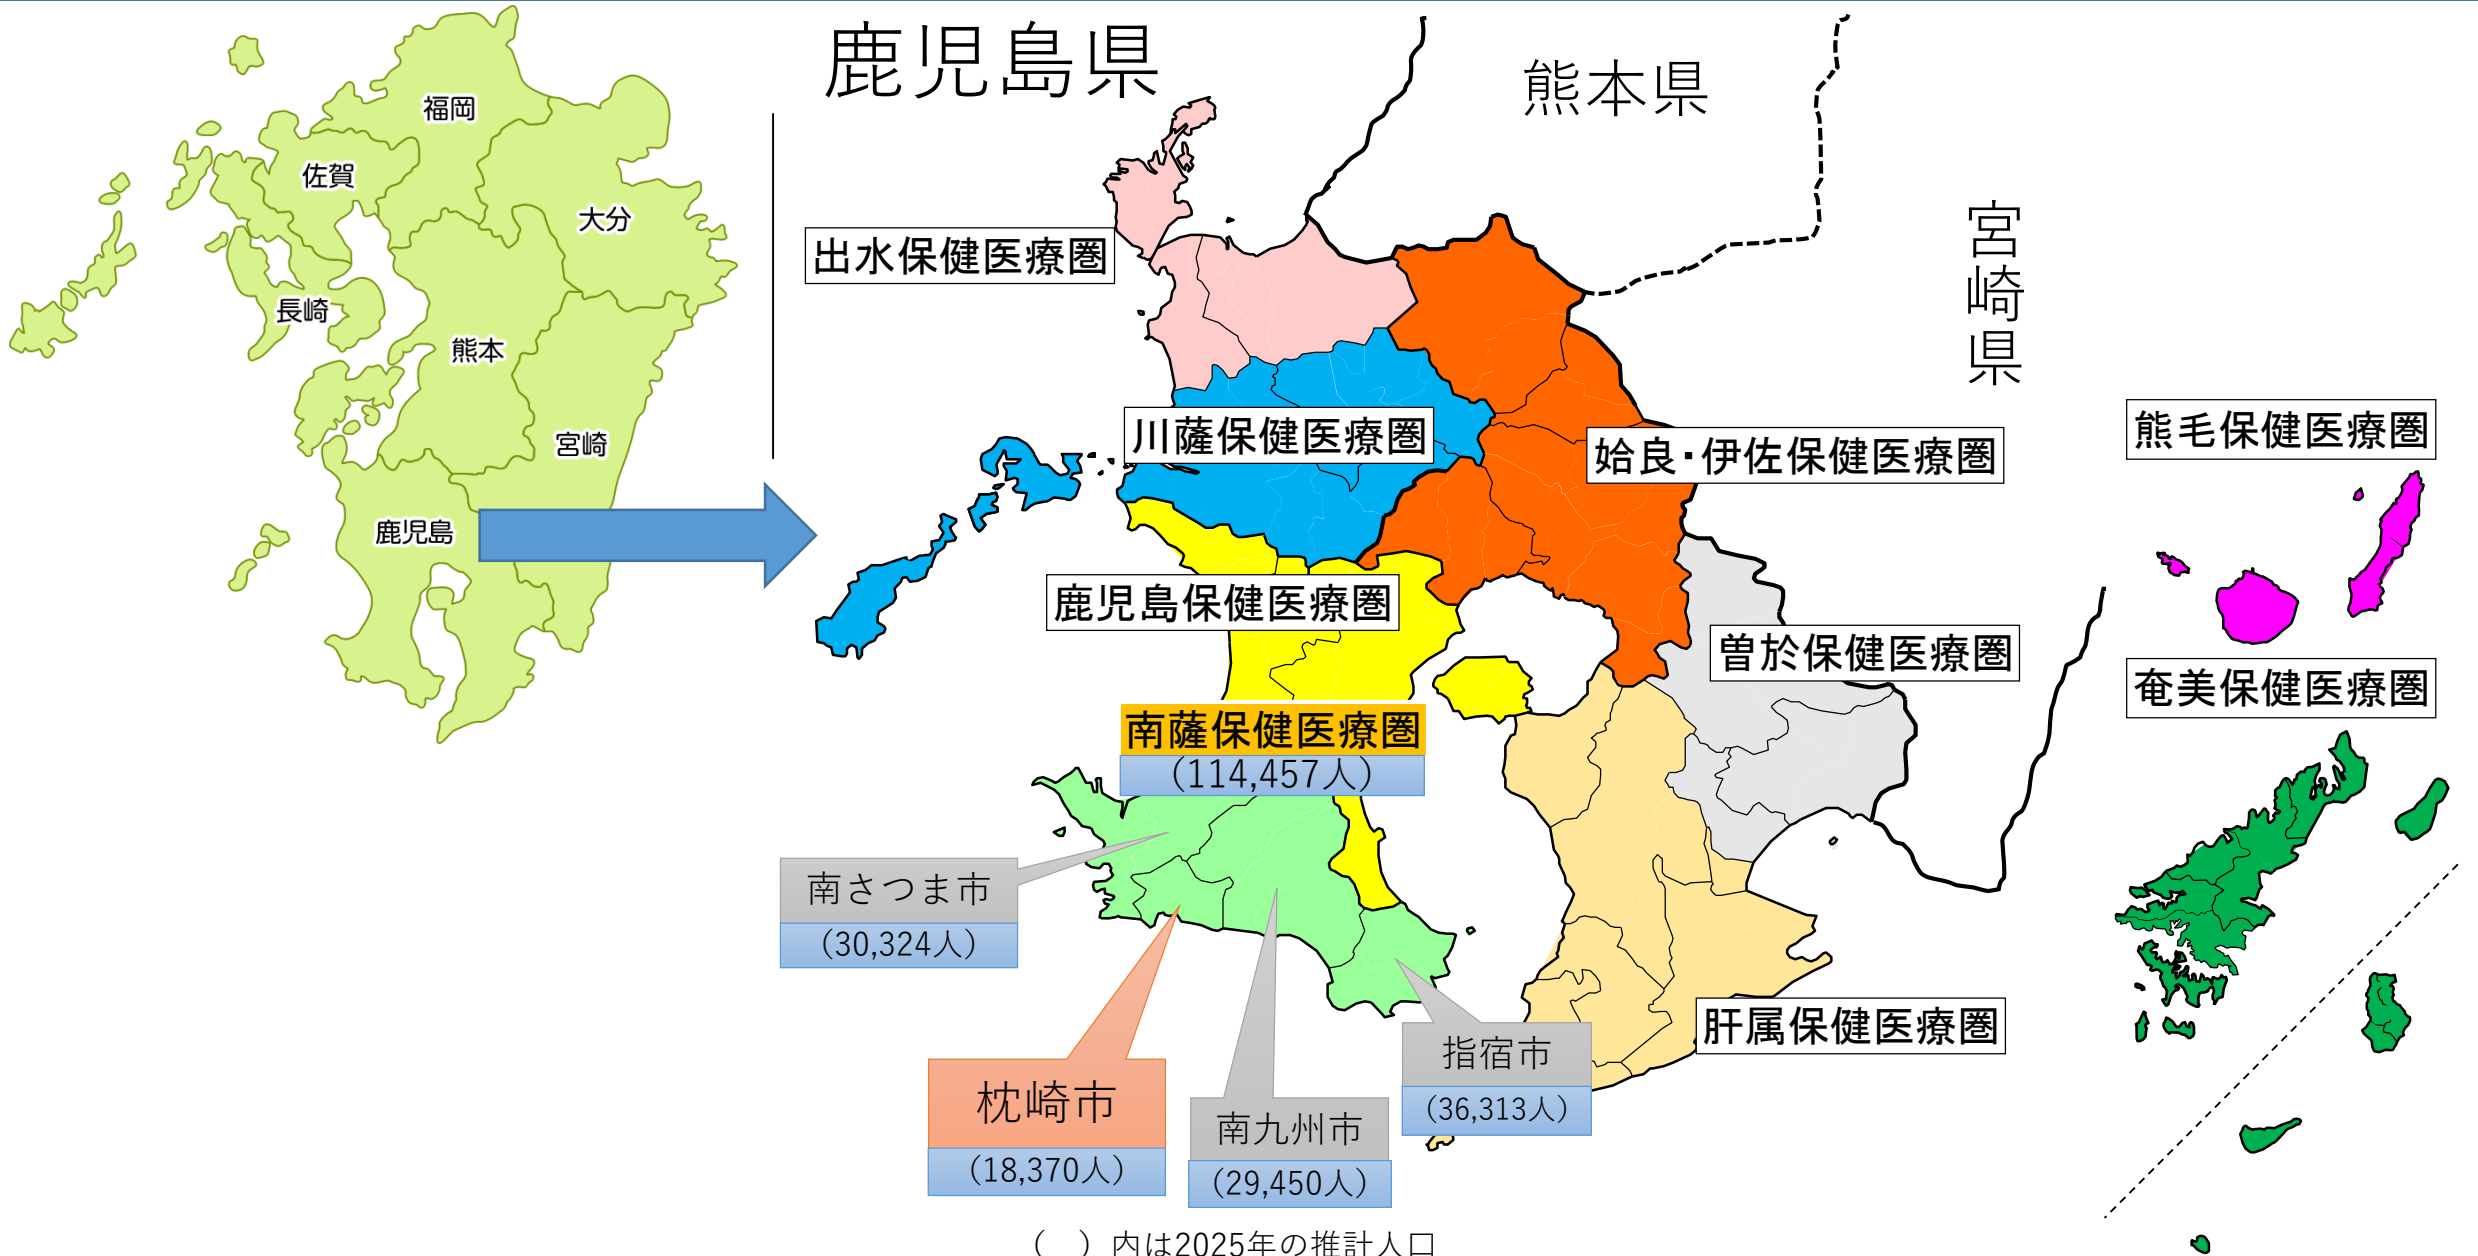 福岡
佐賀
大分
長崎
熊本
宮崎
鹿児島
鹿児島県
熊本県
宮崎県
出水保健医療圏
川薩保健医療圏
姶良・伊佐保健医療圏
熊毛保健医療圏
鹿児島保健医療圏
曽於保健医療圏
奄美保健医療圏
南薩保健医療圏
(114,457人)
南さつま市
(30,324人)
枕崎市
(18,370人)
南九州市
(29,450人)
指宿市
(36,313人)
肝属保健医療圏
(　) 内は2025年の推計人口